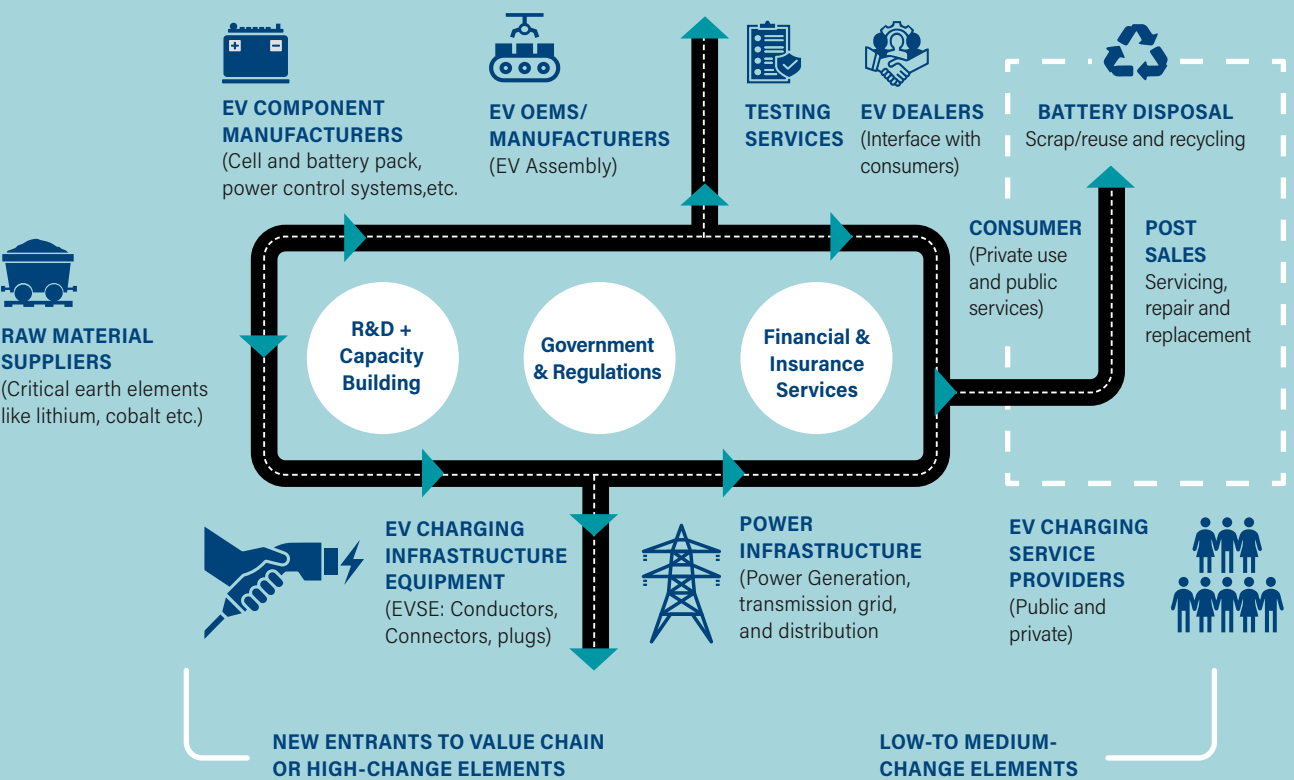 EV COMPONENT
MANUFACTURERS
(Cell and battery pack,
power control systems,etc.
EV OEMS/
MANUFACTURERS
(EV Assembly)
TESTING
SERVICES
EV DEALERS
(Interface with
consumers)
BATTERY DISPOSAL
Scrap/reuse and recycling
CONSUMER
(Private use
and public
services)
POST
SALES
Servicing,
repair and
replacement
RAW MATERIAL
SUPPLIERS
(Critical earth elements
like lithium, cobalt etc.)
R&D +
Capacity
Building
Government
& Regulations
Financial &
Insurance
Services
EV CHARGING
INFRASTRUCTURE
EQUIPMENT
(EVSE: Conductors,
Connectors, plugs)
POWER
INFRASTRUCTURE
(Power Generation,
transmission grid,
and distribution
EV CHARGING
SERVICE
PROVIDERS
(Public and
private)
NEW ENTRANTS TO VALUE CHAIN
OR HIGH-CHANGE ELEMENTS
LOW-TO MEDIUM-
CHANGE ELEMENTS